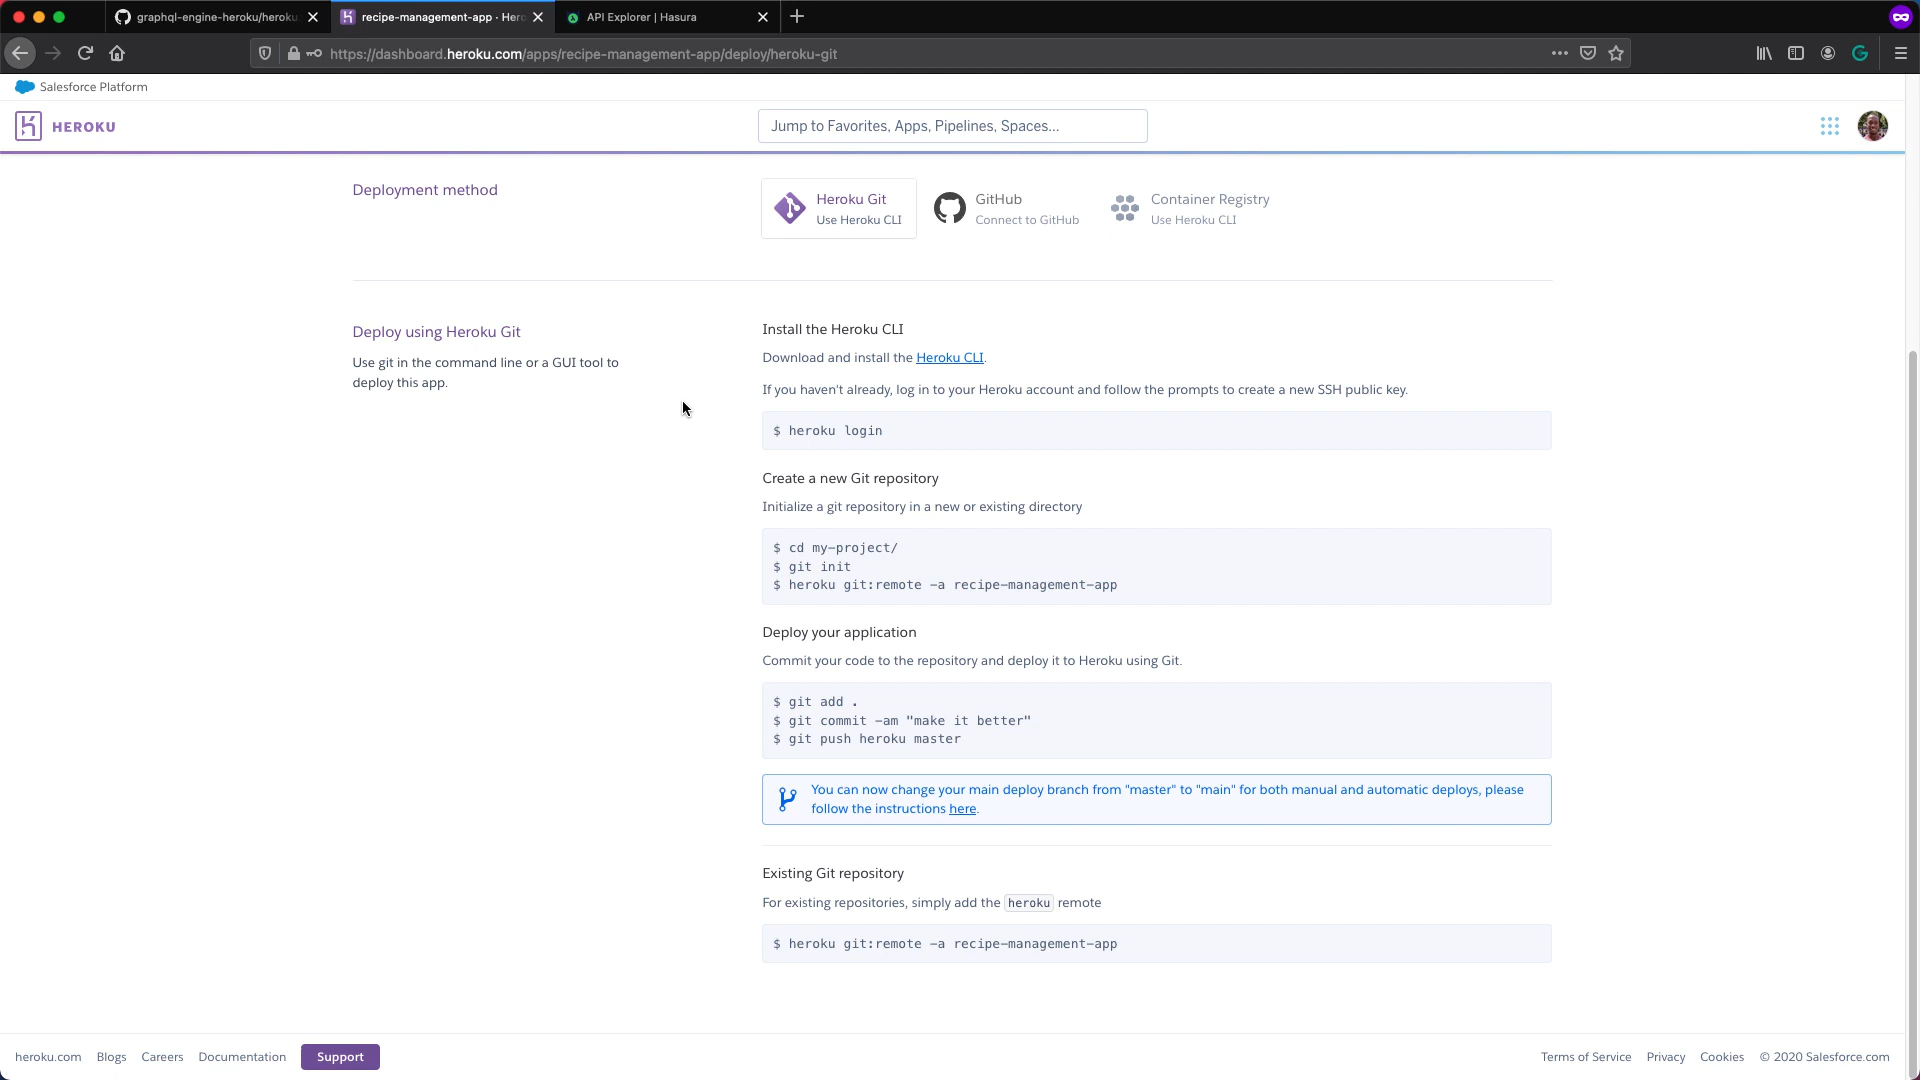 graphql-engine-heroku/heroku
recipe-management-app · Hero
API Explorer | Hasura
https://dashboard.heroku.com/apps/recipe-management-app/deploy/heroku-git
Salesforce Platform
HEROKU
Jump to Favorites, Apps, Pipelines, Spaces...
Deployment method
Heroku Git
Use Heroku CLI
GitHub
Connect to GitHub
Container Registry
Use Heroku CLI
Deploy using Heroku Git
Use git in the command line or a GUI tool to
deploy this app.
Install the Heroku CLI
Download and install the Heroku CLI.
If you haven't already, log in to your Heroku account and follow the prompts to create a new SSH public key.
$ heroku login
Create a new Git repository
Initialize a git repository in a new or existing directory
$ cd my-project/
$ git init
$ heroku git:remote -a recipe-management-app
Deploy your application
Commit your code to the repository and deploy it to Heroku using Git.
$ git add .
$ git commit -am "make it better"
$ git push heroku master
You can now change your main deploy branch from "master" to "main" for both manual and automatic deploys, please
follow the instructions here.
Existing Git repository
For existing repositories, simply add the heroku remote
$ heroku git:remote -a recipe-management-app
heroku.com
Blogs
Careers
Documentation
Support
Terms of Service
Privacy
Cookies
© 2020 Salesforce.com